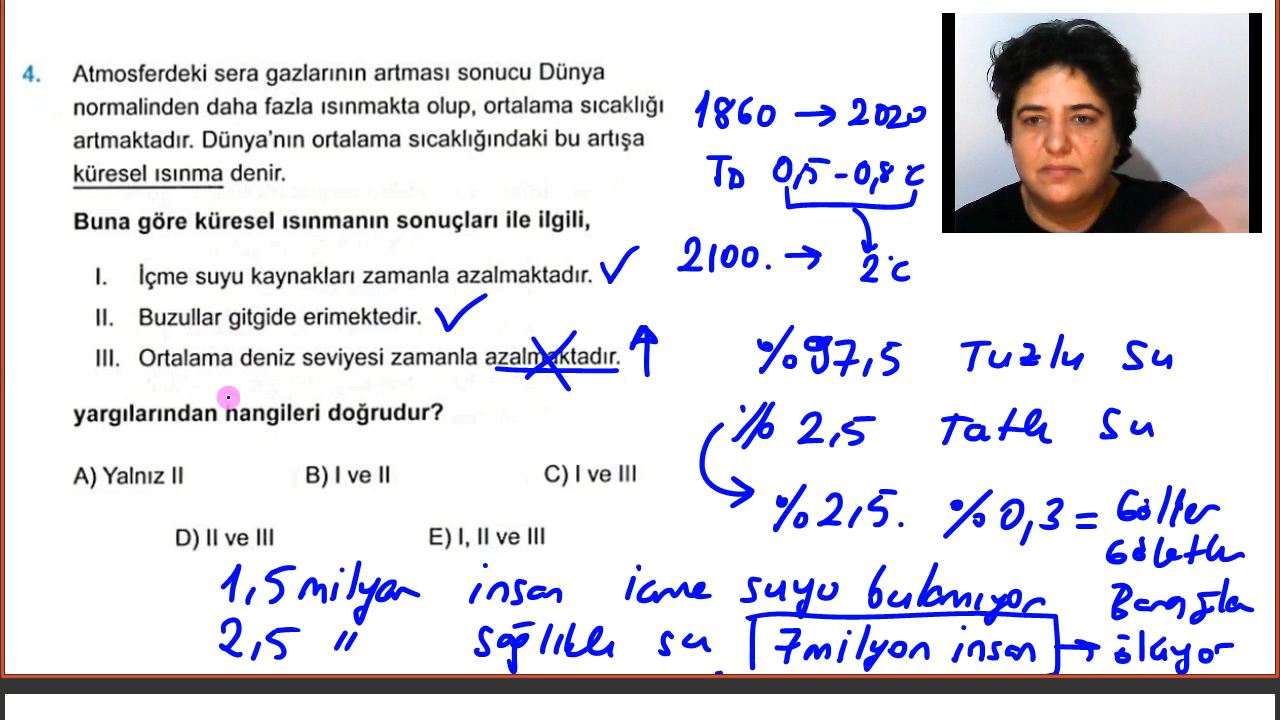 4. Atmosferdeki sera gazlarının artması sonucu Dünya
normalinden daha fazla ısınmakta olup, ortalama sıcaklığı
artmaktadır. Dünya'nın ortalama sıcaklığındaki bu artışa
küresel ısınma denir.
Buna göre küresel ısınmanın sonuçları ile ilgili,
I. İçme suyu kaynakları zamanla azalmaktadır.
II. Buzullar gitgide erimektedir.
III. Ortalama deniz seviyesi zamanla azalmaktadır.
yargılarından hangileri doğrudur?
A) Yalnız II B) I ve II C) I ve III
D) II ve III E) I, II ve III
1860 → 2020
TD 0,5 - 0,8 c
2100. → 2°c
%97,5 Tuzlu su
% 2,5 Tatlı su
%2,5. %0,3 = Göller
Göletler
Barajlar
1,5 milyar insan icme suyu bulamıyor
2,5 " sağlıklı su 7 milyon insan → ölüyor